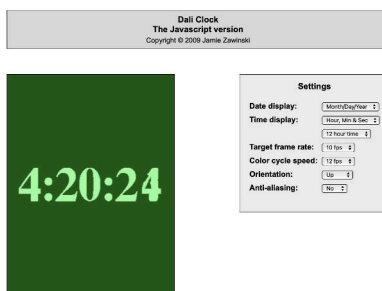 Dali Clock
The Javascript version
Copyright © 2009 Jamie Zawinski
4:20:24
Settings
Date display: Month/Day/Year
Time display: Hour, Min & Sec
12 hour time
Target frame rate: 10 fps
Color cycle speed: 12 fps
Orientation: Up
Anti-aliasing: No